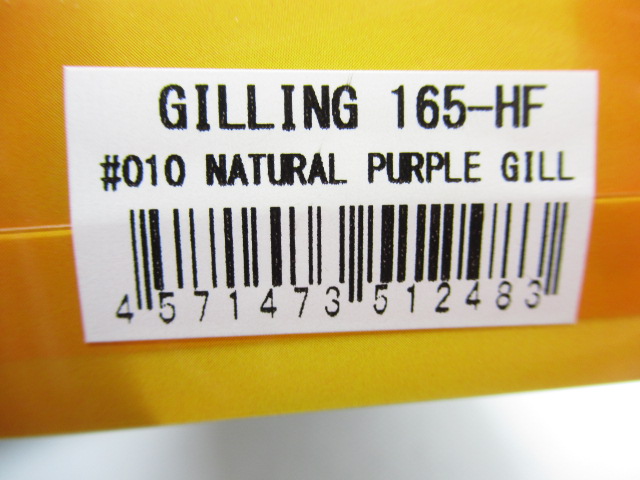 GILLING 165-HF
#010 NATURAL PURPLE GILL
4 571473 512483